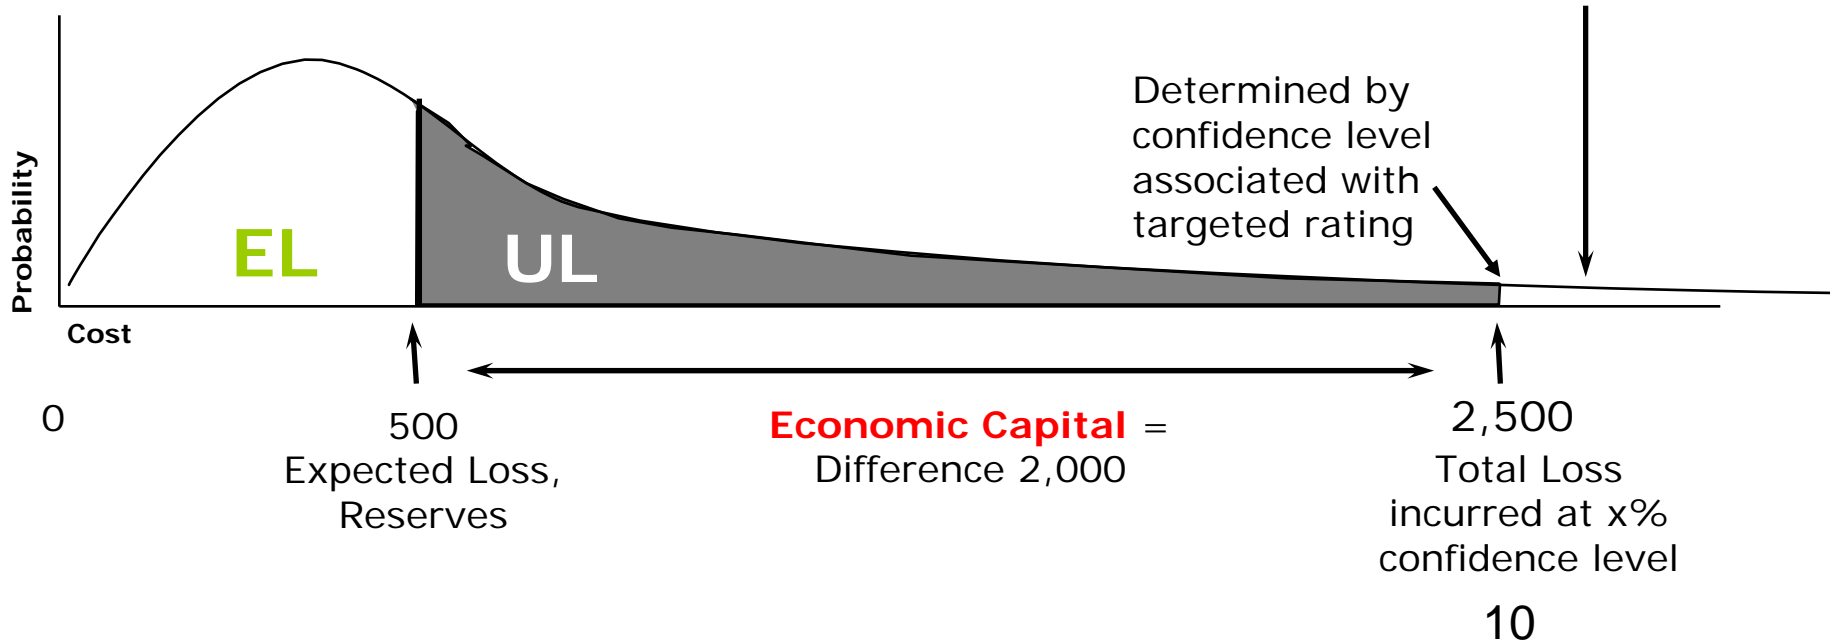 Determined by
confidence level
associated with
targeted rating
Probability
EL
UL
Cost
0
500
Expected Loss,
Reserves
Economic Capital =
Difference 2,000
2,500
Total Loss
incurred at x%
confidence level
10